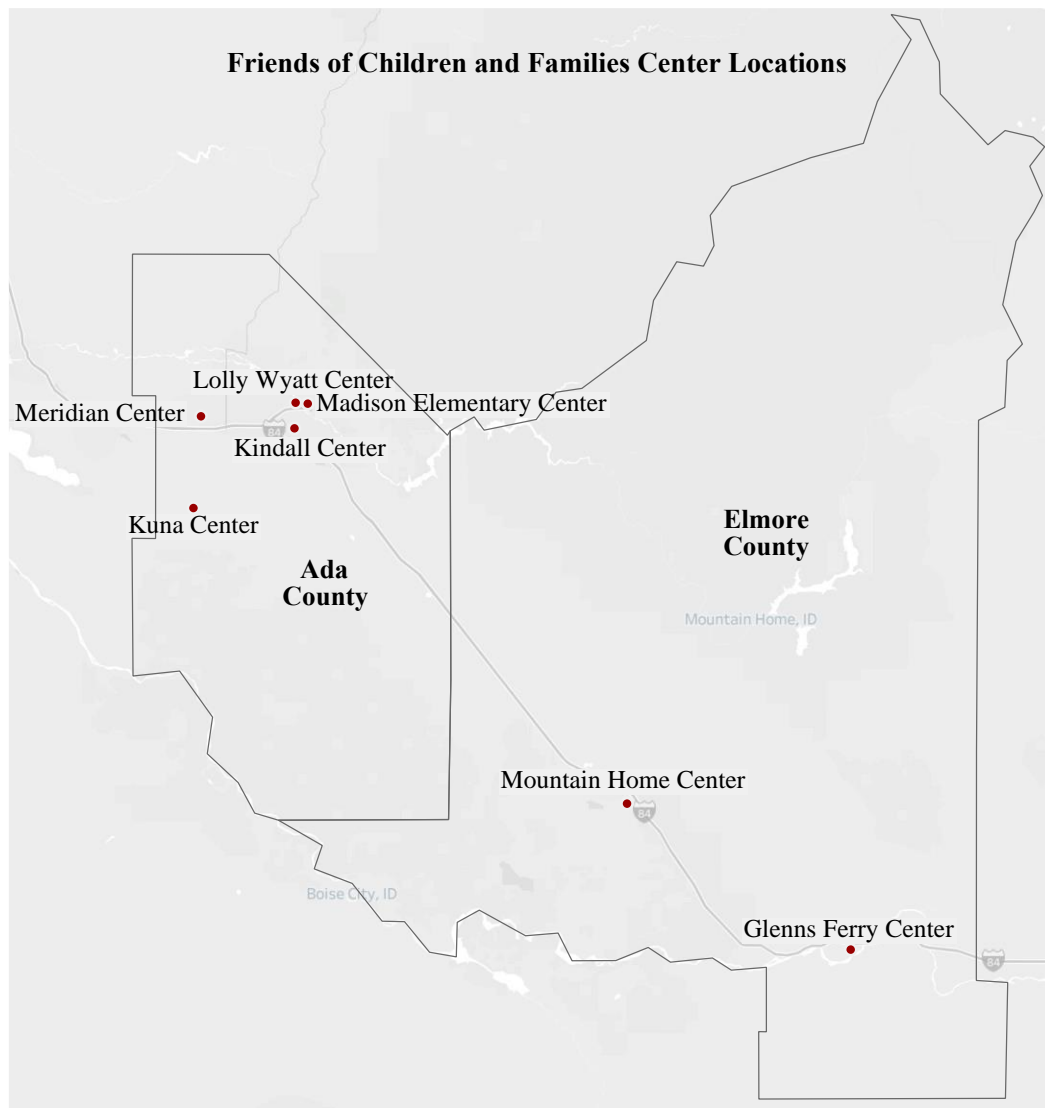 Friends of Children and Families Center Locations
Lolly Wyatt Center
Madison Elementary Center
Meridian Center
84
Kindall Center
Kuna Center
Elmore
County
Ada
County
Mountain Home, ID
Mountain Home Center
84
Boise City, ID
Glenns Ferry Center
84